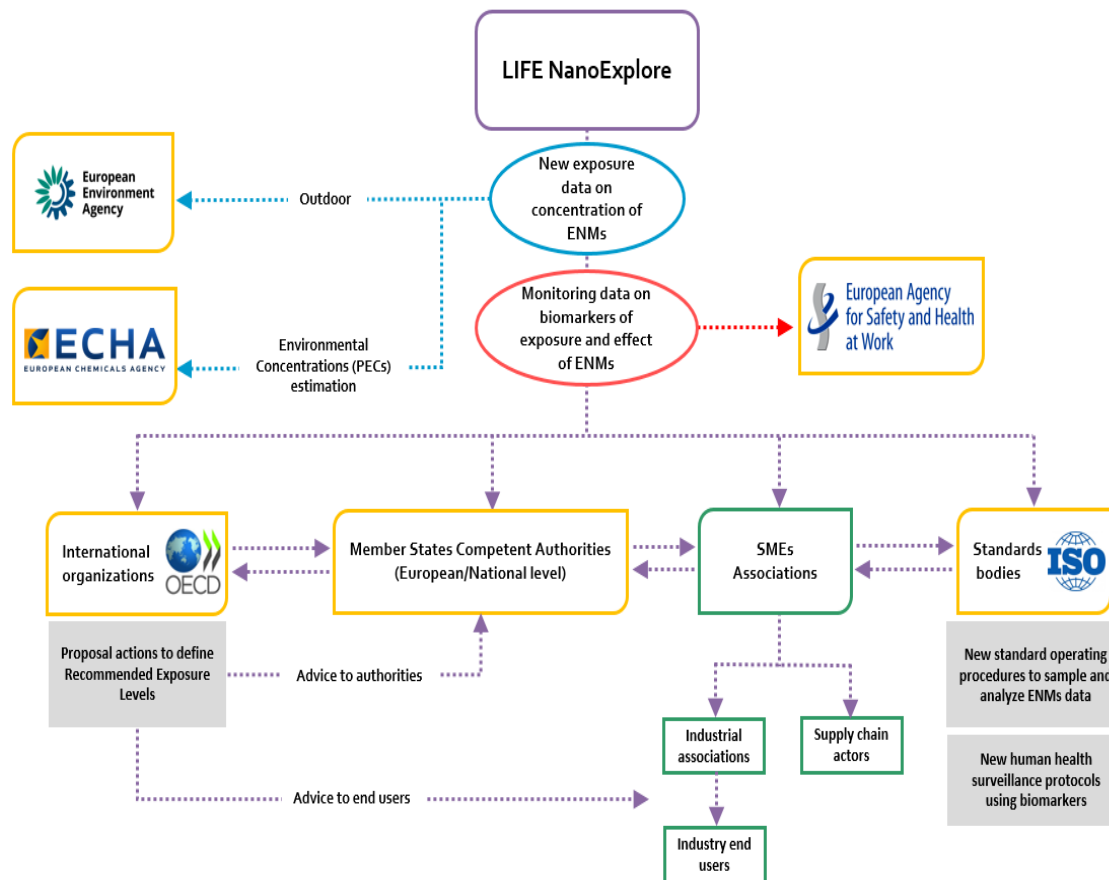 LIFE NanoExplore
New exposure
data on
concentration of
ENMs
European
Environment
Agency
Outdoor
Monitoring data on
biomarkers of
exposure and effect
of ENMs
European Agency
for Safety and Health
at Work
ECHA
EUROPEAN CHEMICALS AGENCY
Environmental
Concentrations (PECs)
estimation
International
organizations
OECD
Member States Competent Authorities
(European/National level)
SMEs
Associations
Standards
bodies
ISO
Proposal actions to define
Recommended Exposure
Levels
Advice to authorities
New standard operating
procedures to sample and
analyze ENMs data
Industrial
associations
Supply chain
actors
New human health
surveillance protocols
using biomarkers
Advice to end users
Industry end
users